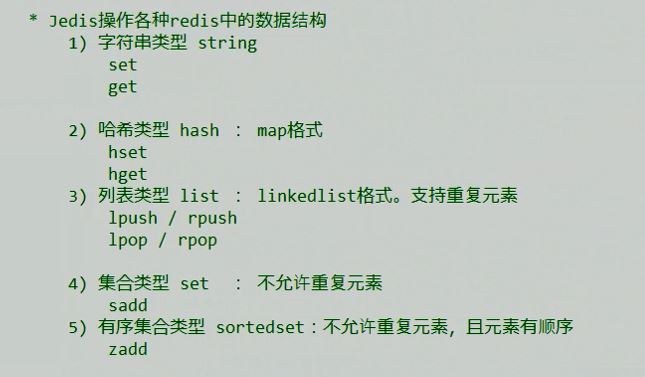 * Jedis操作各种redis中的数据结构
1) 字符串类型 string
set
get
2) 哈希类型 hash : map格式
hset
hget
3) 列表类型 list : linkedlist格式。支持重复元素
lpush / rpush
lpop / rpop
4) 集合类型 set : 不允许重复元素
sadd
5) 有序集合类型 sortedset:不允许重复元素，且元素有顺序
zadd